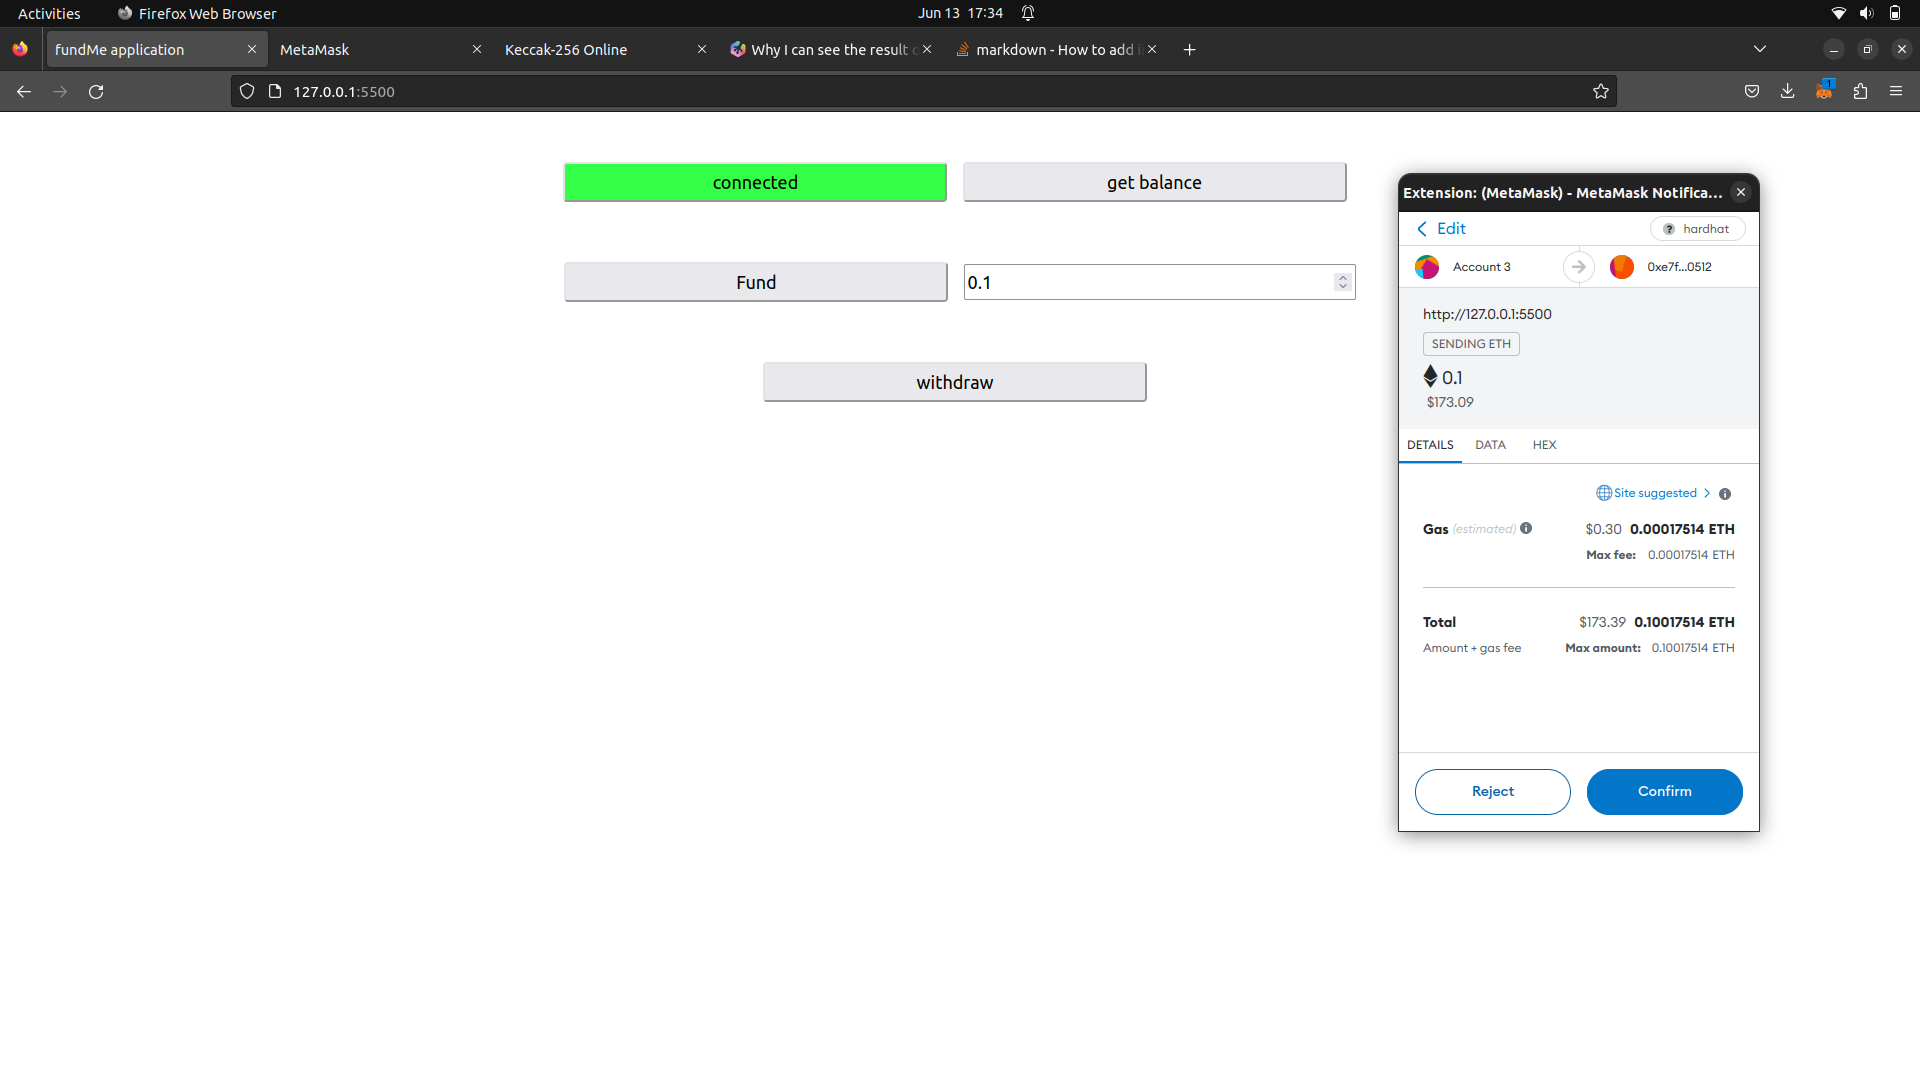 Activities
Firefox Web Browser
Jun 13 17:34
fundMe application
MetaMask
Keccak-256 Online
Why I can see the result o
markdown - How to add i
127.0.0.1:5500
1
connected
get balance
Fund
0.1
withdraw
Extension: (MetaMask) - MetaMask Notifica...
Edit
? hardhat
Account 3
0xe7f...0512
http://127.0.0.1:5500
SENDING ETH
0.1
$173.09
DETAILS
DATA
HEX
Site suggested
Gas (estimated)
$0.30 0.00017514 ETH
Max fee: 0.00017514 ETH
Total
$173.39 0.10017514 ETH
Amount + gas fee
Max amount: 0.10017514 ETH
Reject
Confirm